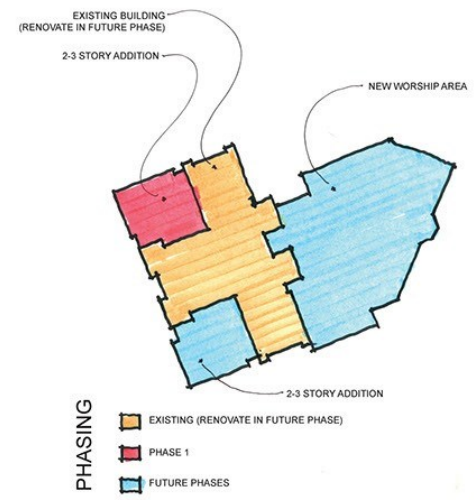 EXISTING BUILDING
(RENOVATE IN FUTURE PHASE)
2-3 STORY ADDITION
NEW WORSHIP AREA
2-3 STORY ADDITION
PHASING
EXISTING (RENOVATE IN FUTURE PHASE)
PHASE 1
FUTURE PHASES